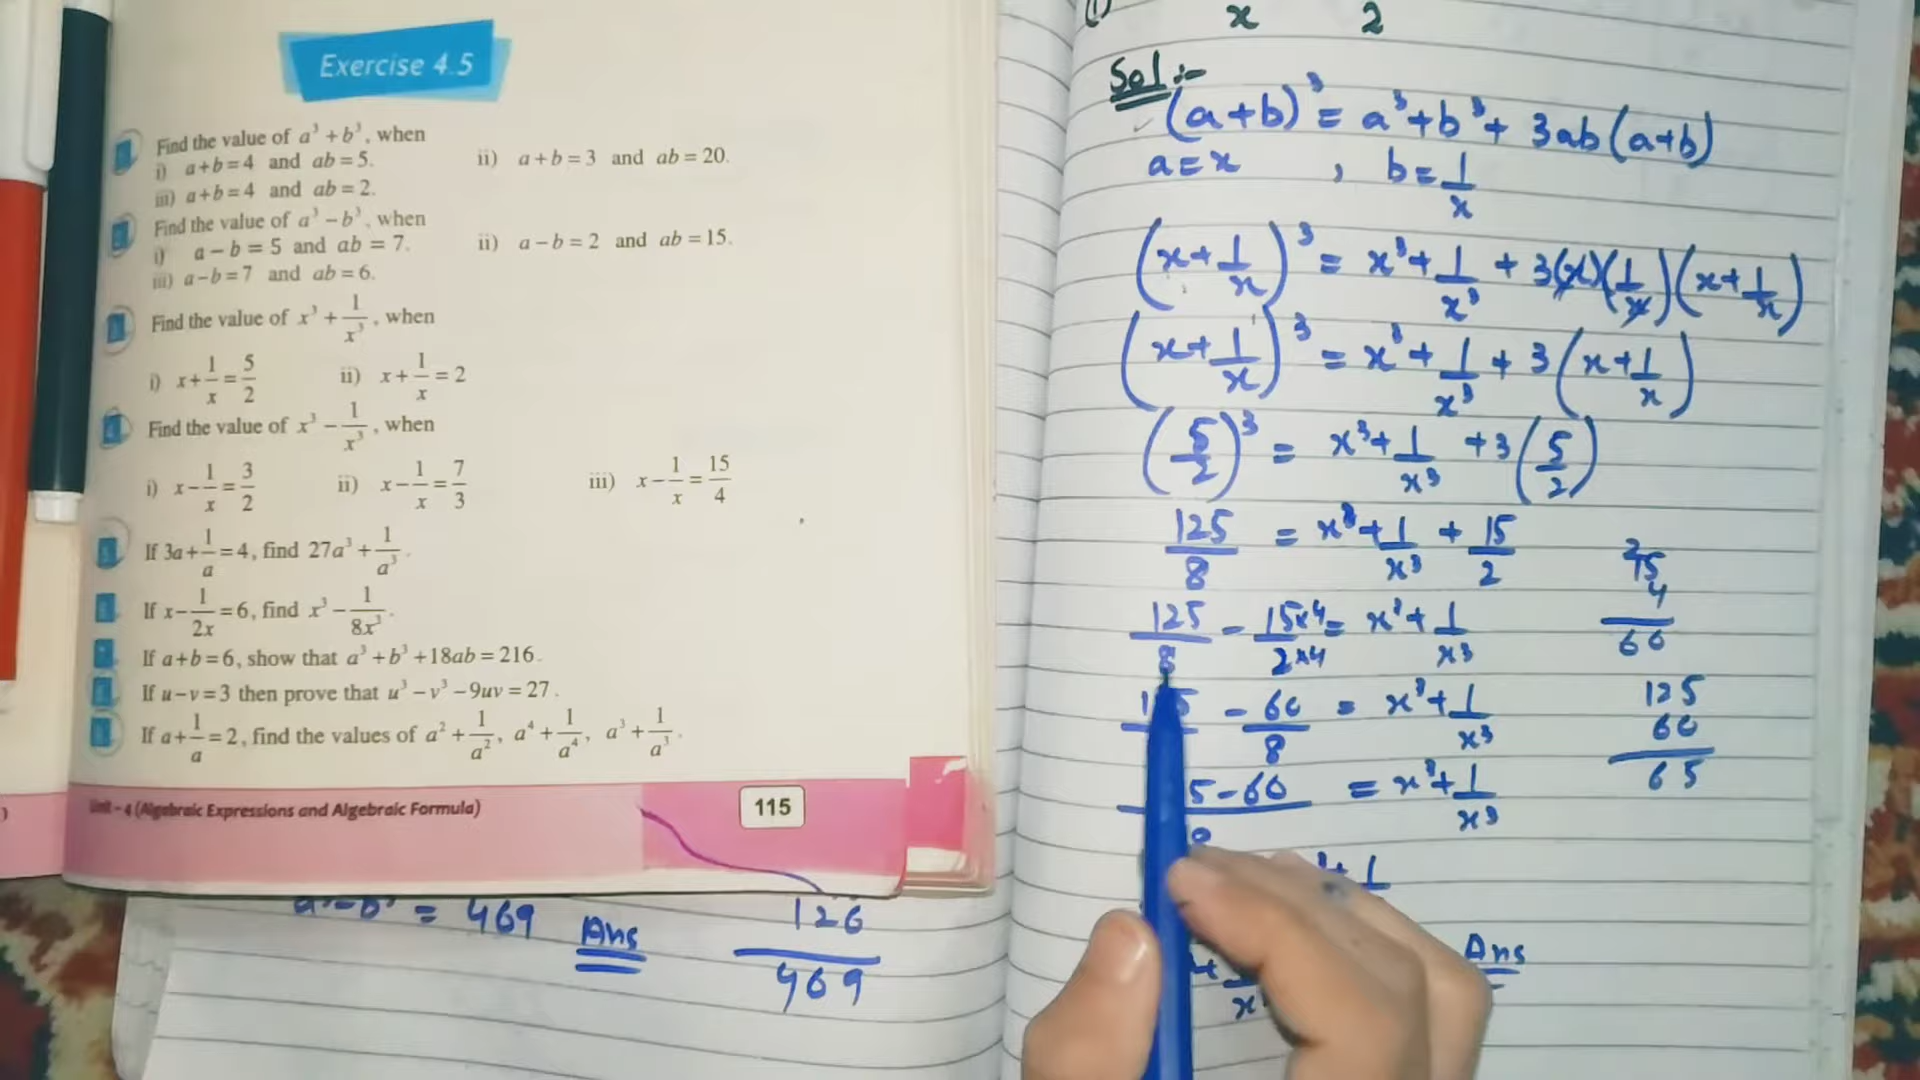 Exercise 4.5
Find the value of a³ + b³, when
i) a + b = 4 and ab = 5.
ii) a + b = 3 and ab = 20.
iii) a + b = 4 and ab = 2.
Find the value of a³ − b³, when
i) a − b = 5 and ab = 7.
ii) a − b = 2 and ab = 15.
iii) a − b = 7 and ab = 6.
Find the value of x³ + 1/x³, when
i) x + 1/x = 5/2
ii) x + 1/x = 2
Find the value of x³ − 1/x³, when
i) x − 1/x = 3/2
ii) x − 1/x = 7/3
iii) x − 1/x = 15/4
If 3a + 1/a = 4, find 27a³ + 1/a³.
If x − 1/2x = 6, find x³ − 1/8x³.
If a + b = 6, show that a³ + b³ + 18ab = 216.
If u − v = 3 then prove that u³ − v³ − 9uv = 27.
If a + 1/a = 2, find the values of a² + 1/a², a⁴ + 1/a⁴, a³ + 1/a³.
Unit – 4 (Algebraic Expressions and Algebraic Formula)
115
a³ − b³ = 469 Ans
126
469
(1)
x 2
Sol:-
(a+b)³ = a³+b³+ 3ab(a+b)
a=x , b=1/x
(x+1/x)³ = x³+1/x³ + 3(x)(1/x)(x+1/x)
(x+1/x)³ = x³+1/x³ + 3(x+1/x)
(5/2)³ = x³+1/x³ +3(5/2)
125/8 = x³+1/x³ + 15/2
125/8 − 15×4/2×4 = x³+1/x³
− 60/8 = x³+1/x³
5−60 = x³+1/x³
Ans
2
15
4
60
125
60
65